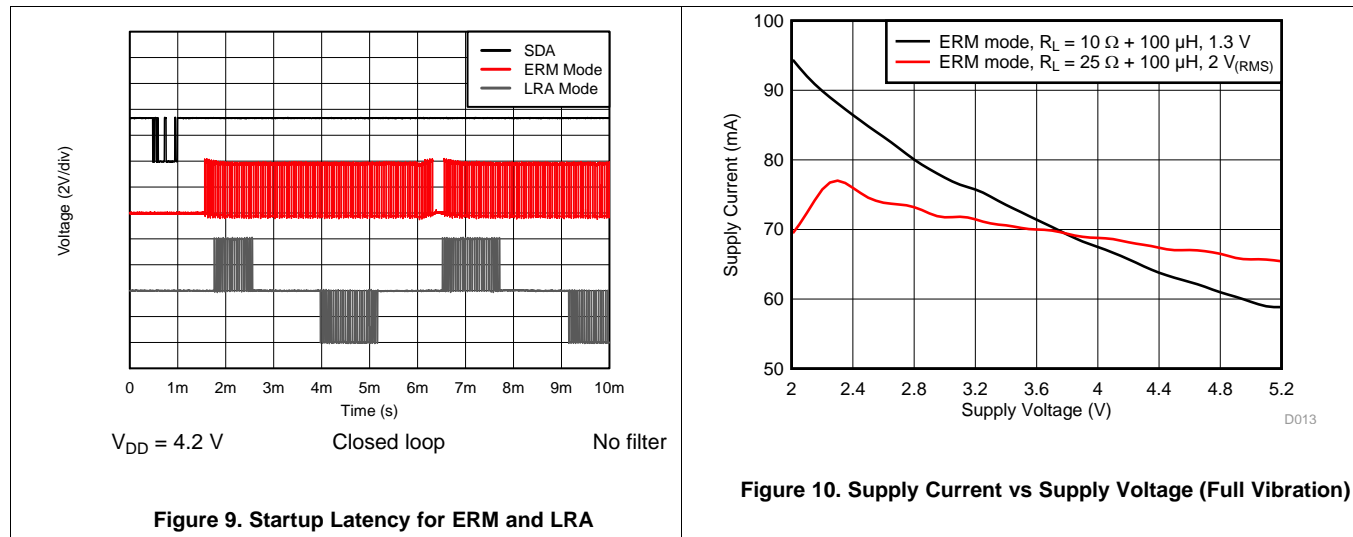 SDA
ERM Mode
LRA Mode
Voltage (2V/div)
0 1m 2m 3m 4m 5m 6m 7m 8m 9m 10m
Time (s)
V_DD = 4.2 V Closed loop No filter
Figure 9. Startup Latency for ERM and LRA
ERM mode, R_L = 10 Ω + 100 µH, 1.3 V
ERM mode, R_L = 25 Ω + 100 µH, 2 V_(RMS)
Supply Current (mA)
100
90
80
70
60
50
2 2.4 2.8 3.2 3.6 4 4.4 4.8 5.2
Supply Voltage (V)
D013
Figure 10. Supply Current vs Supply Voltage (Full Vibration)